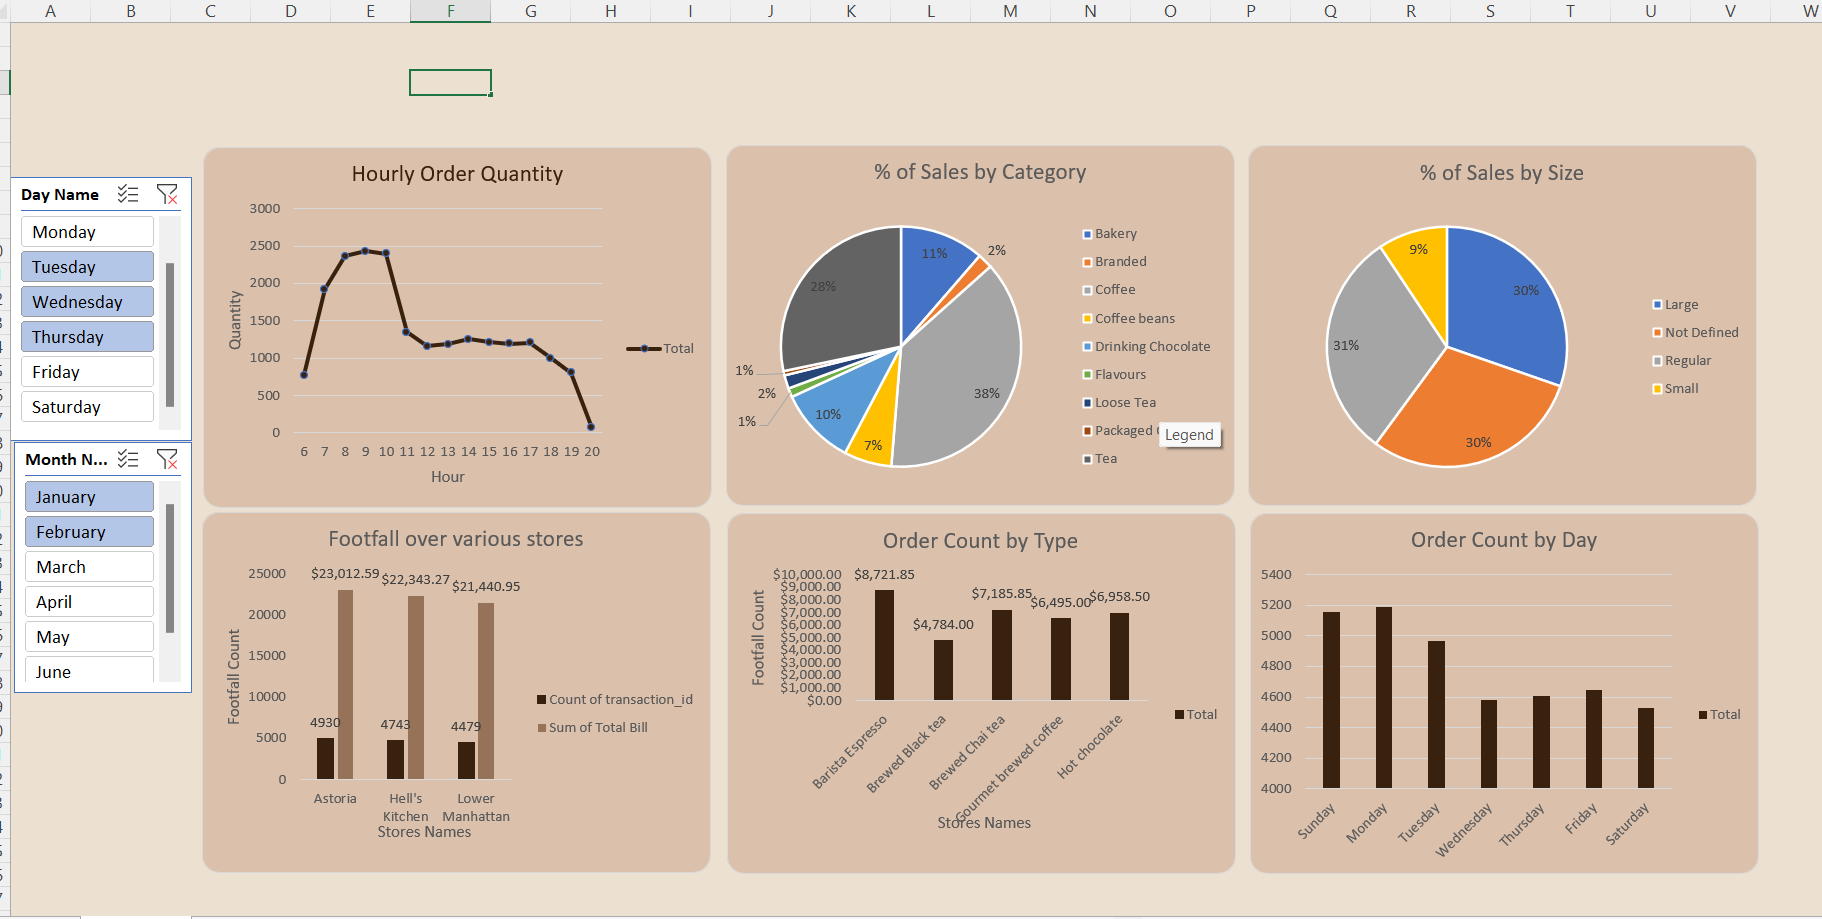 A B C D E F G H I J K L M N O P Q R S T U V W
Day Name
Monday
Tuesday
Wednesday
Thursday
Friday
Saturday
Month N...
January
February
March
April
May
June
Hourly Order Quantity
3000
2500
2000
1500
1000
500
0
Quantity
6 7 8 9 10 11 12 13 14 15 16 17 18 19 20
Hour
Total
% of Sales by Category
11%
2%
38%
7%
10%
1%
2%
1%
28%
Bakery
Branded
Coffee
Coffee beans
Drinking Chocolate
Flavours
Loose Tea
Packaged
Tea
Legend
% of Sales by Size
30%
30%
31%
9%
Large
Not Defined
Regular
Small
Footfall over various stores
25000
20000
15000
10000
5000
0
Footfall Count
$23,012.59
$22,343.27
$21,440.95
4930
4743
4479
Astoria
Hell's Kitchen
Lower Manhattan
Stores Names
Count of transaction_id
Sum of Total Bill
Order Count by Type
$10,000.00
$9,000.00
$8,000.00
$7,000.00
$6,000.00
$5,000.00
$4,000.00
$3,000.00
$2,000.00
$1,000.00
$0.00
Footfall Count
$8,721.85
$4,784.00
$7,185.85
$6,495.00
$6,958.50
Barista Espresso
Brewed Black tea
Brewed Chai tea
Gourmet brewed coffee
Hot chocolate
Stores Names
Total
Order Count by Day
5400
5200
5000
4800
4600
4400
4200
4000
Sunday
Monday
Tuesday
Wednesday
Thursday
Friday
Saturday
Total